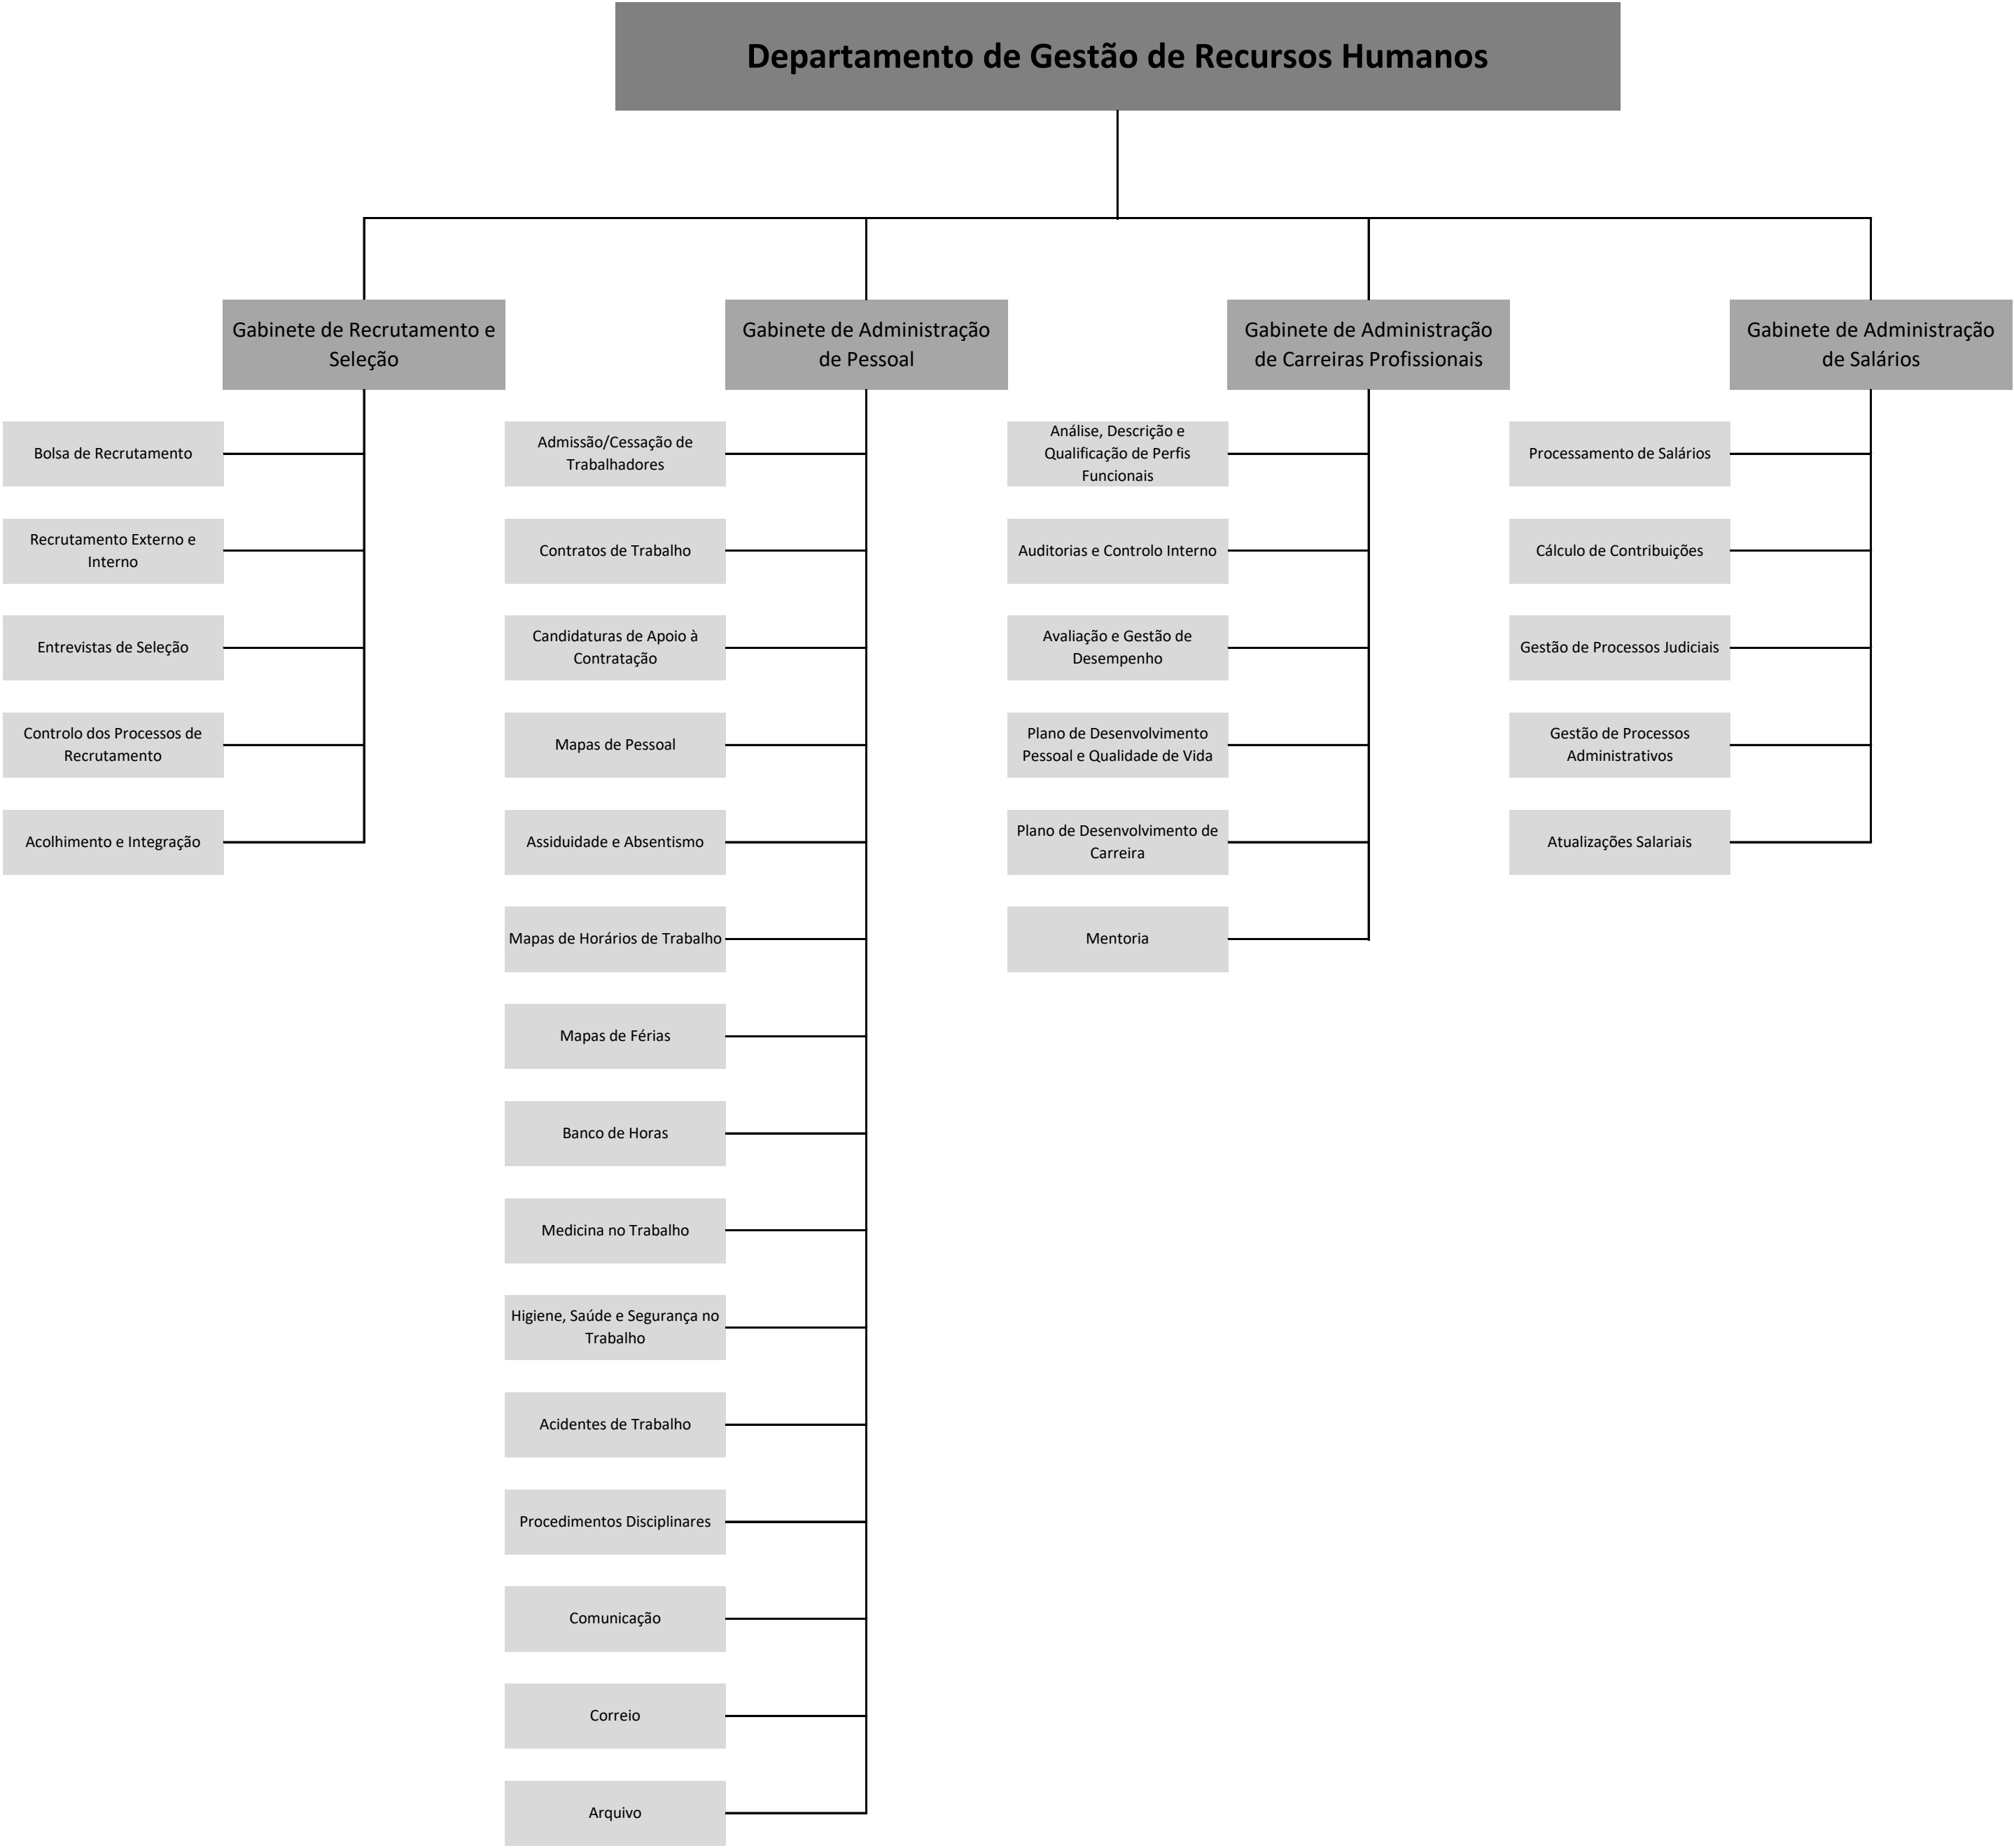 Departamento de Gestão de Recursos Humanos
Gabinete de Recrutamento e
Seleção
Bolsa de Recrutamento
Recrutamento Externo e
Interno
Entrevistas de Seleção
Controlo dos Processos de
Recrutamento
Acolhimento e Integração
Gabinete de Administração
de Pessoal
Admissão/Cessação de
Trabalhadores
Contratos de Trabalho
Candidaturas de Apoio à
Contratação
Mapas de Pessoal
Assiduidade e Absentismo
Mapas de Horários de Trabalho
Mapas de Férias
Banco de Horas
Medicina no Trabalho
Higiene, Saúde e Segurança no
Trabalho
Acidentes de Trabalho
Procedimentos Disciplinares
Comunicação
Correio
Arquivo
Gabinete de Administração
de Carreiras Profissionais
Análise, Descrição e
Qualificação de Perfis
Funcionais
Auditorias e Controlo Interno
Avaliação e Gestão de
Desempenho
Plano de Desenvolvimento
Pessoal e Qualidade de Vida
Plano de Desenvolvimento de
Carreira
Mentoria
Gabinete de Administração
de Salários
Processamento de Salários
Cálculo de Contribuições
Gestão de Processos Judiciais
Gestão de Processos
Administrativos
Atualizações Salariais